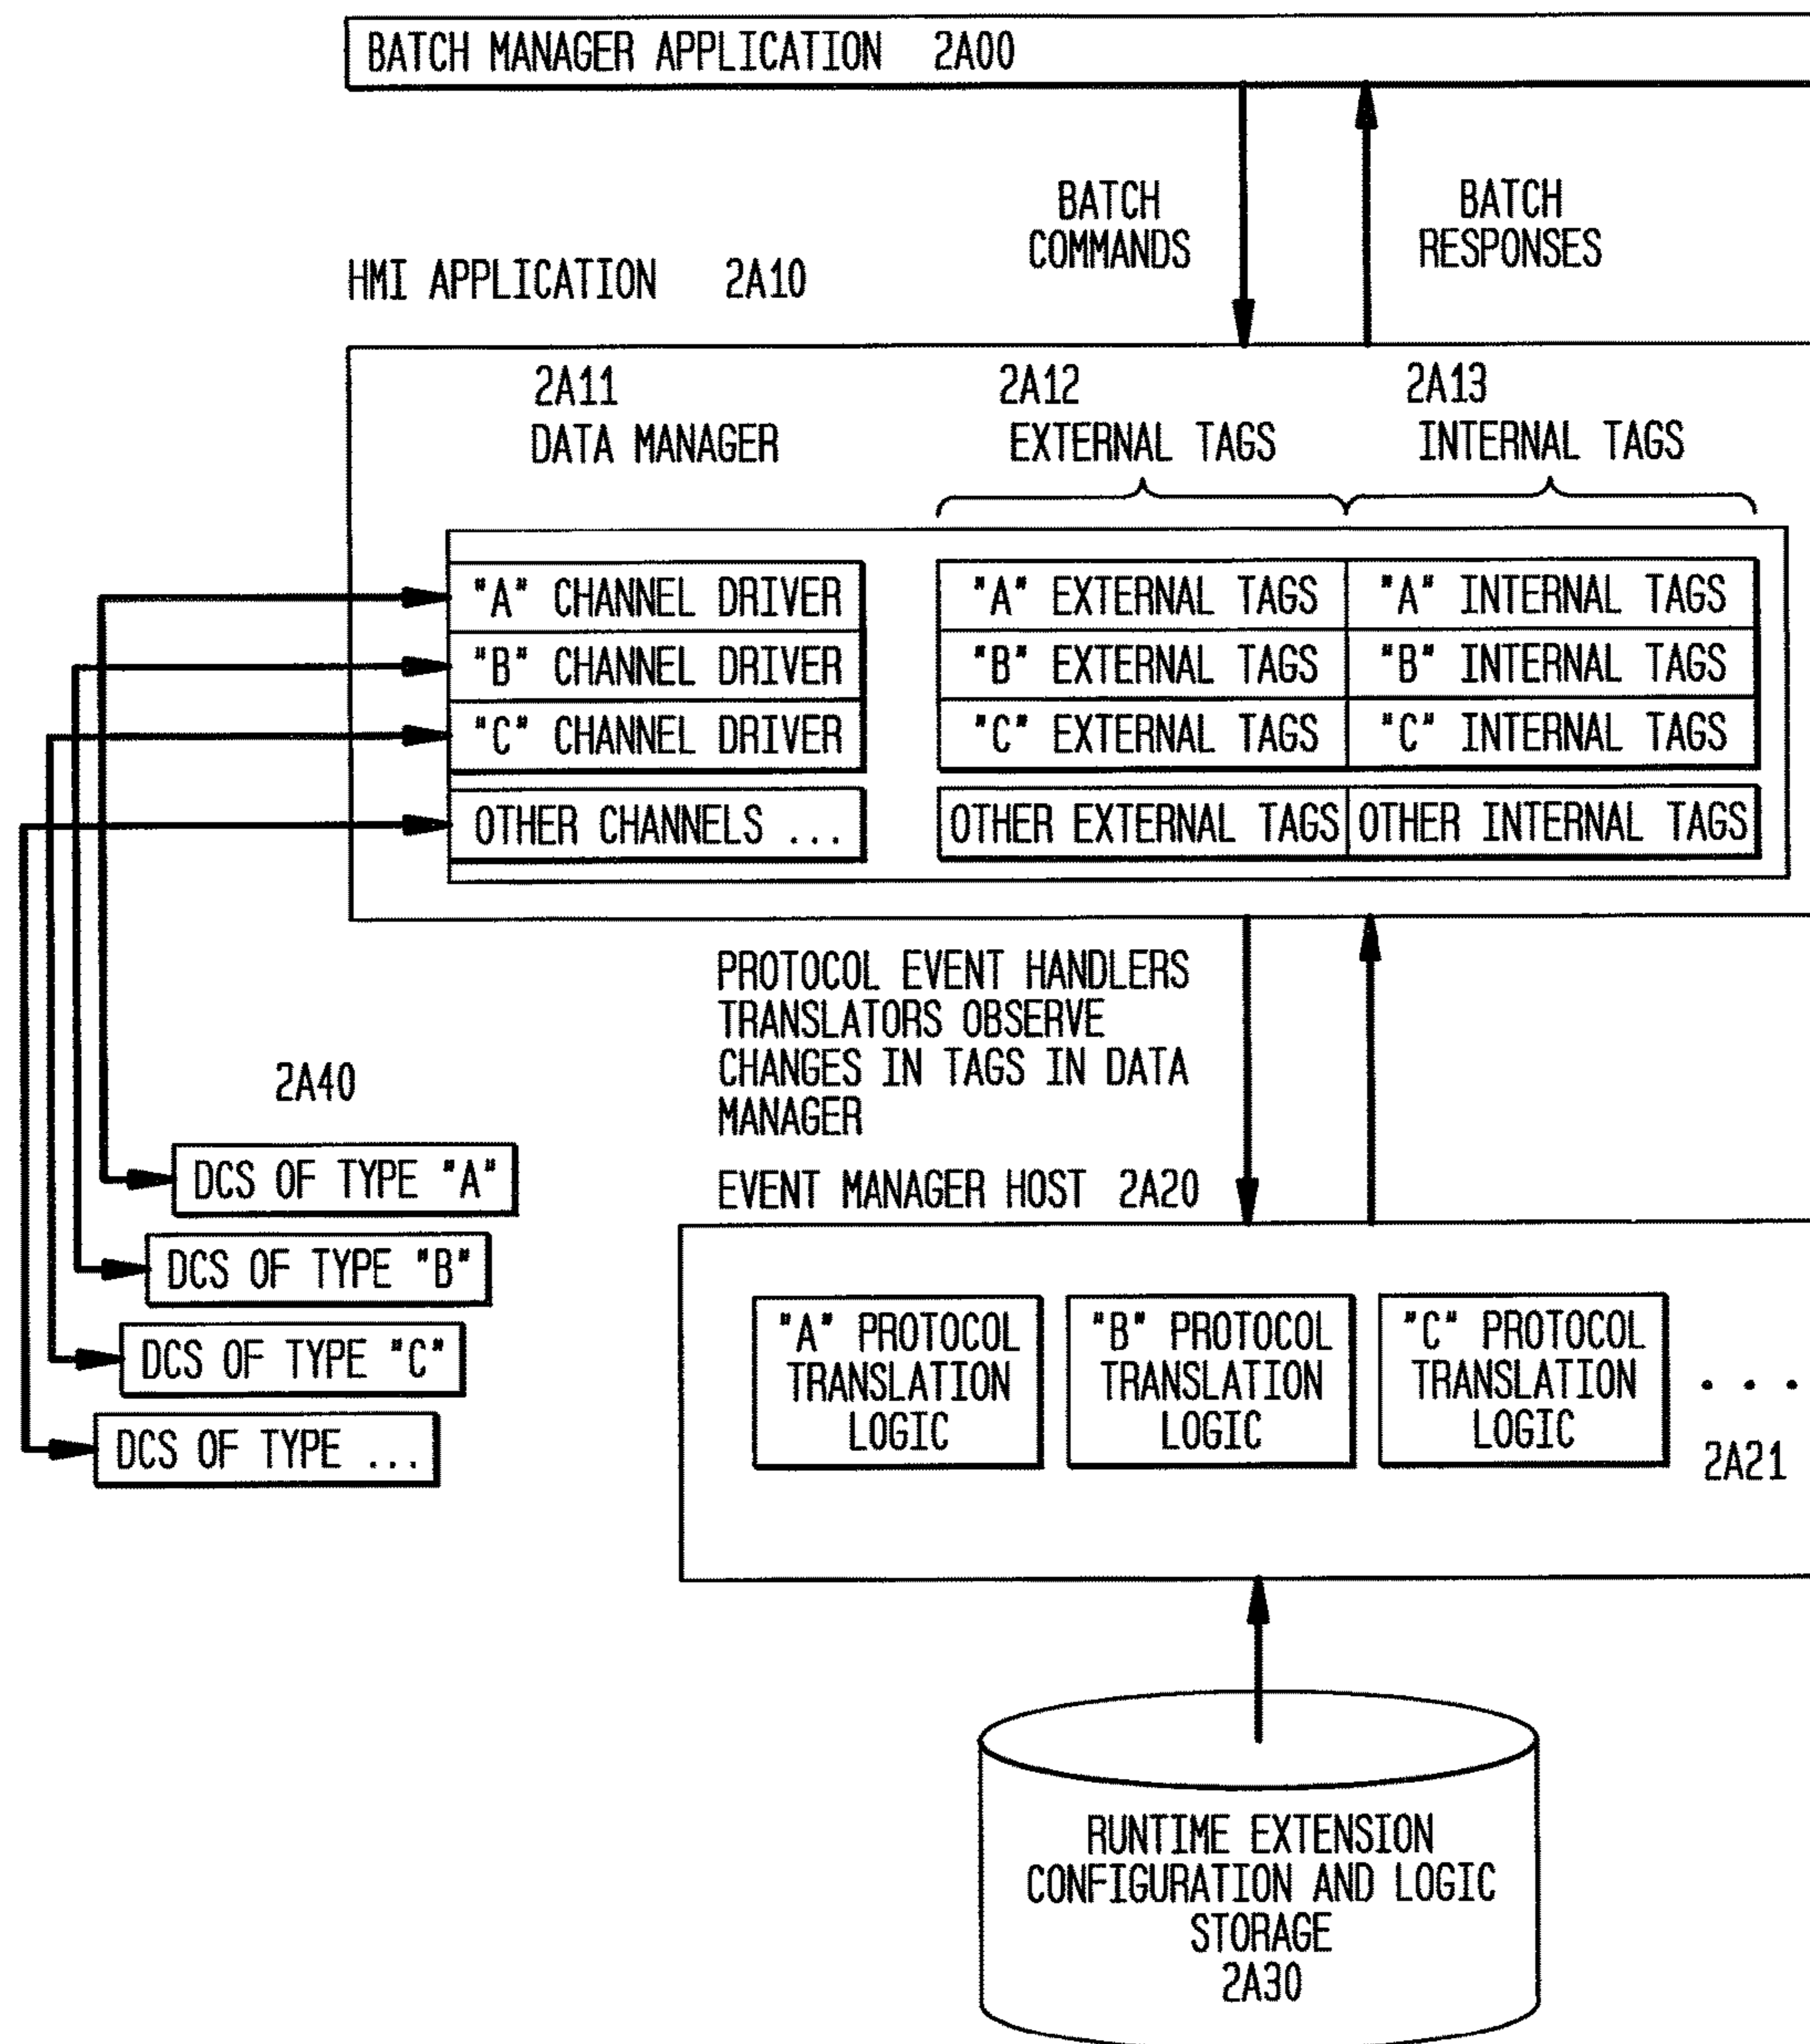 BATCH MANAGER APPLICATION 2A00
BATCH
COMMANDS
BATCH
RESPONSES
HMI APPLICATION 2A10
2A11
DATA MANAGER
2A12
EXTERNAL TAGS
2A13
INTERNAL TAGS
"A" CHANNEL DRIVER
"A" EXTERNAL TAGS
"A" INTERNAL TAGS
"B" CHANNEL DRIVER
"B" EXTERNAL TAGS
"B" INTERNAL TAGS
"C" CHANNEL DRIVER
"C" EXTERNAL TAGS
"C" INTERNAL TAGS
OTHER CHANNELS ...
OTHER EXTERNAL TAGS
OTHER INTERNAL TAGS
PROTOCOL EVENT HANDLERS
TRANSLATORS OBSERVE
CHANGES IN TAGS IN DATA
MANAGER
2A40
DCS OF TYPE "A"
DCS OF TYPE "B"
DCS OF TYPE "C"
DCS OF TYPE ...
EVENT MANAGER HOST 2A20
"A" PROTOCOL
TRANSLATION
LOGIC
"B" PROTOCOL
TRANSLATION
LOGIC
"C" PROTOCOL
TRANSLATION
LOGIC
. . .
2A21
RUNTIME EXTENSION
CONFIGURATION AND LOGIC
STORAGE
2A30